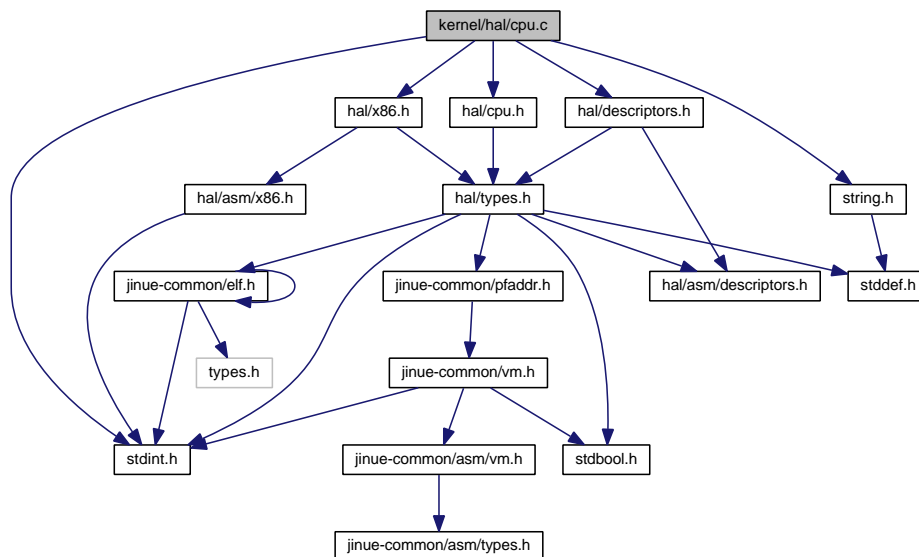 kernel/hal/cpu.c
hal/x86.h
hal/cpu.h
hal/descriptors.h
hal/asm/x86.h
hal/types.h
string.h
jinue-common/elf.h
jinue-common/pfaddr.h
hal/asm/descriptors.h
stddef.h
types.h
jinue-common/vm.h
stdint.h
jinue-common/asm/vm.h
stdbool.h
jinue-common/asm/types.h